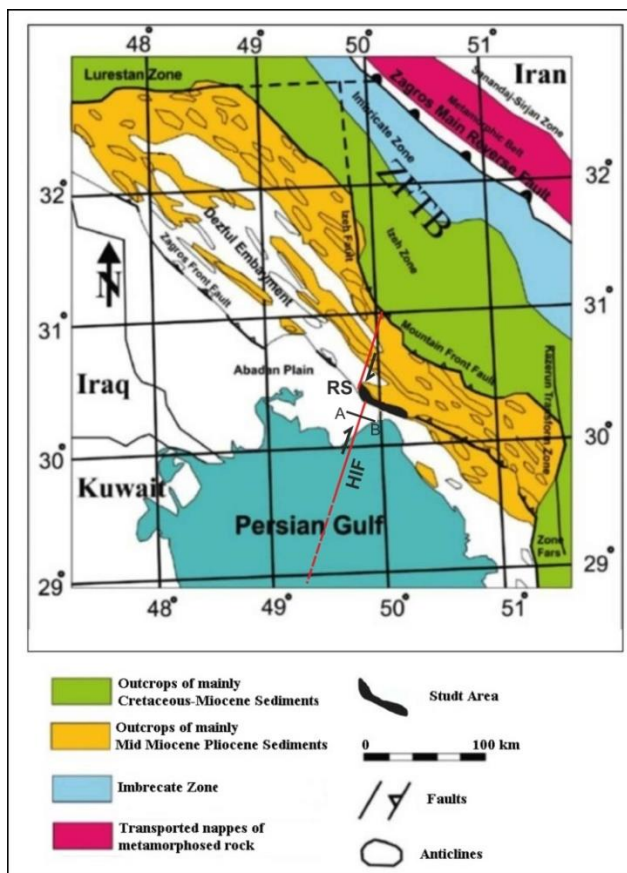 48° 49° 50° 51°
Lurestan Zone
Iran
Sanandaj-Sirjan Zone
Metamorphic Belt
Zagros Main Reverse Fault
Imbricate Zone
ZFTB
32° 32°
Izeh Fault
Izeh Zone
Dezful Embayment
Zagros Front Fault
N
31° 31°
Mountain Front Fault
Kazerun Transform Zone
Abadan Plain
RS
Iraq
A
B
30° 30°
HIF
Kuwait
Persian Gulf
Zone
Fars
29° 29°
48° 49° 50° 51°
Outcrops of mainly
Cretaceous-Miocene Sediments
Studt Area
Outcrops of mainly
Mid Miocene Pliocene Sediments
0 100 km
Imbrecate Zone
Faults
Transported nappes of
metamorphosed rock
Anticlines